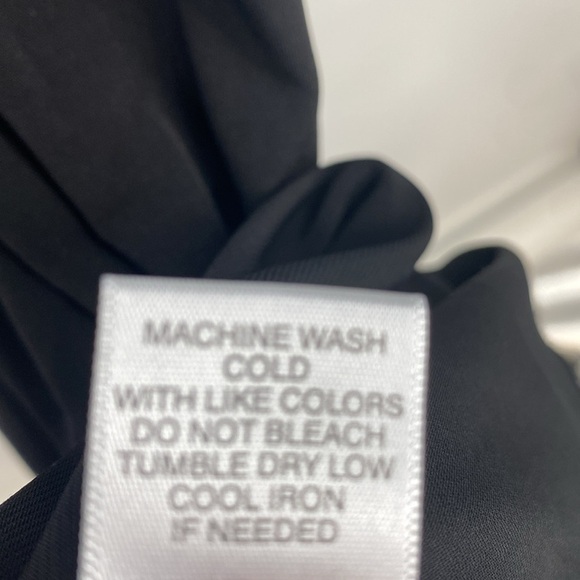 MACHINE WASH
COLD
WITH LIKE COLORS
DO NOT BLEACH
TUMBLE DRY LOW
COOL IRON
IF NEEDED